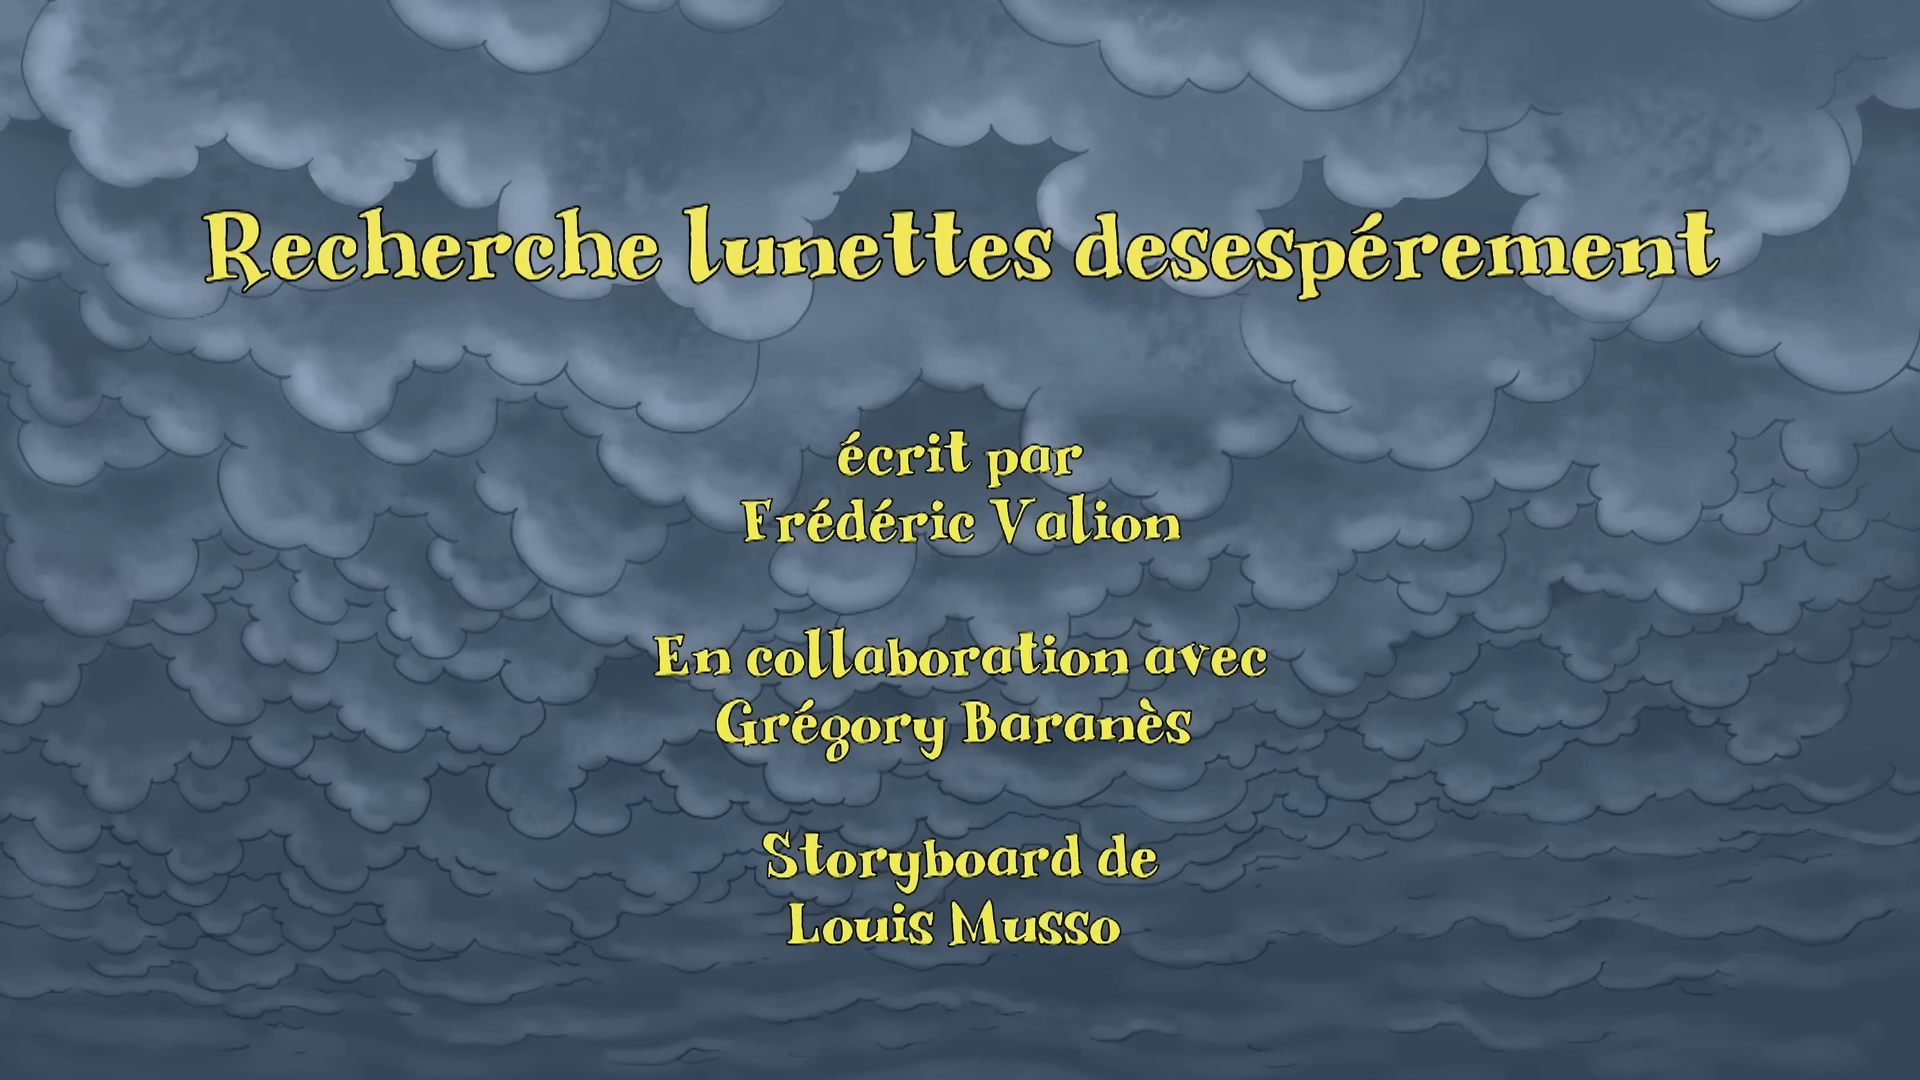 Recherche lunettes desespérement
écrit par
Frédéric Valion
En collaboration avec
Grégory Baranès
Storyboard de
Louis Musso